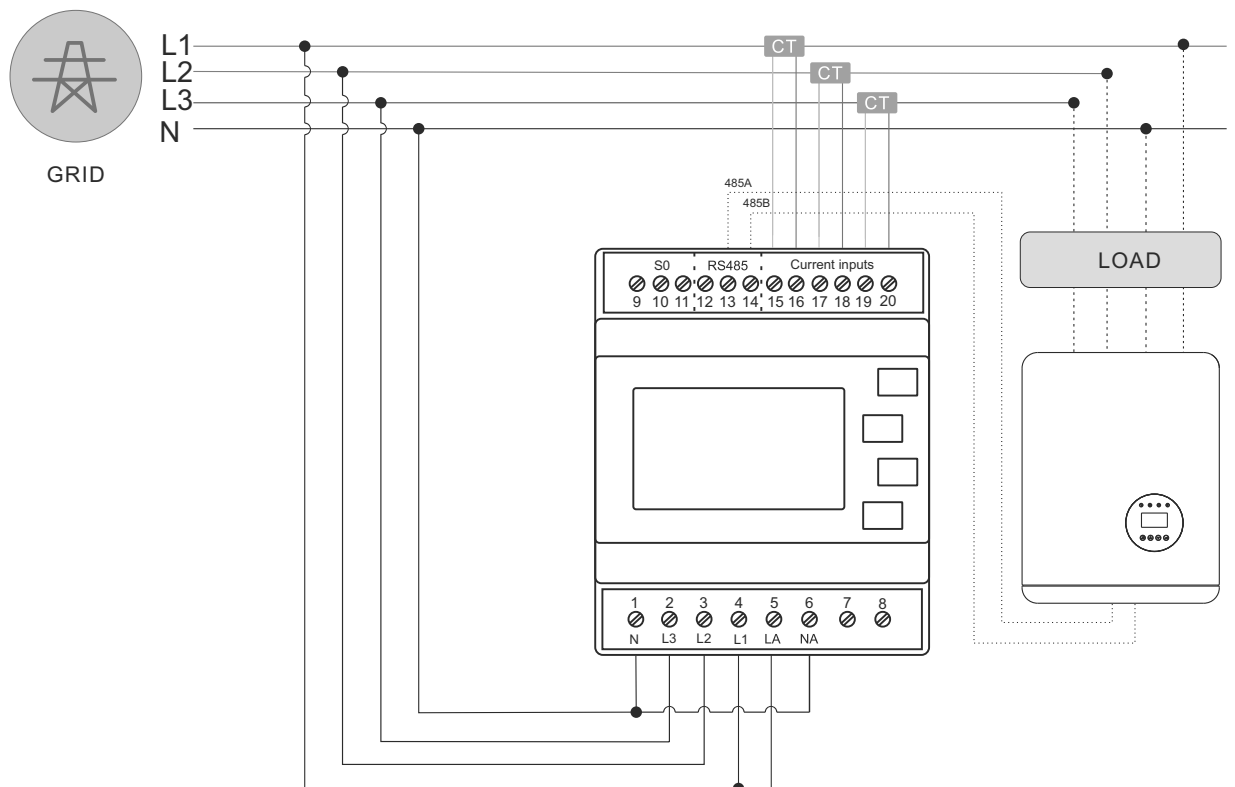 L1
L2
L3
N
GRID
CT
CT
CT
485A
485B
S0 RS485 Current inputs
9 10 11 12 13 14 15 16 17 18 19 20
LOAD
1 2 3 4 5 6 7 8
N L3 L2 L1 LA NA